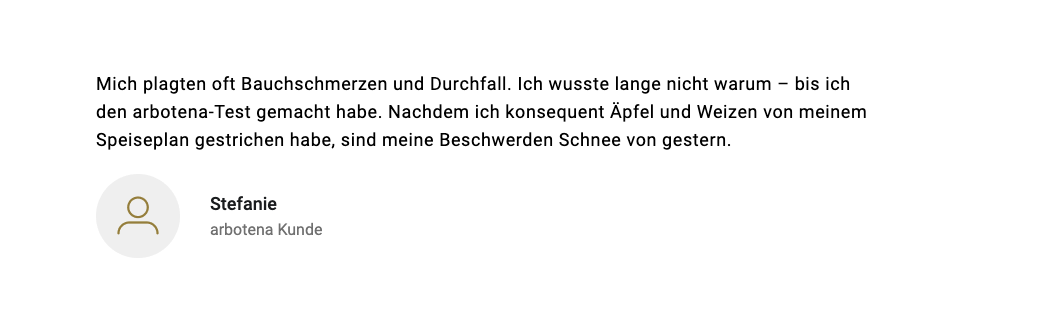 Mich plagten oft Bauchschmerzen und Durchfall. Ich wusste lange nicht warum – bis ich
den arbotena-Test gemacht habe. Nachdem ich konsequent Äpfel und Weizen von meinem
Speiseplan gestrichen habe, sind meine Beschwerden Schnee von gestern.
Stefanie
arbotena Kunde